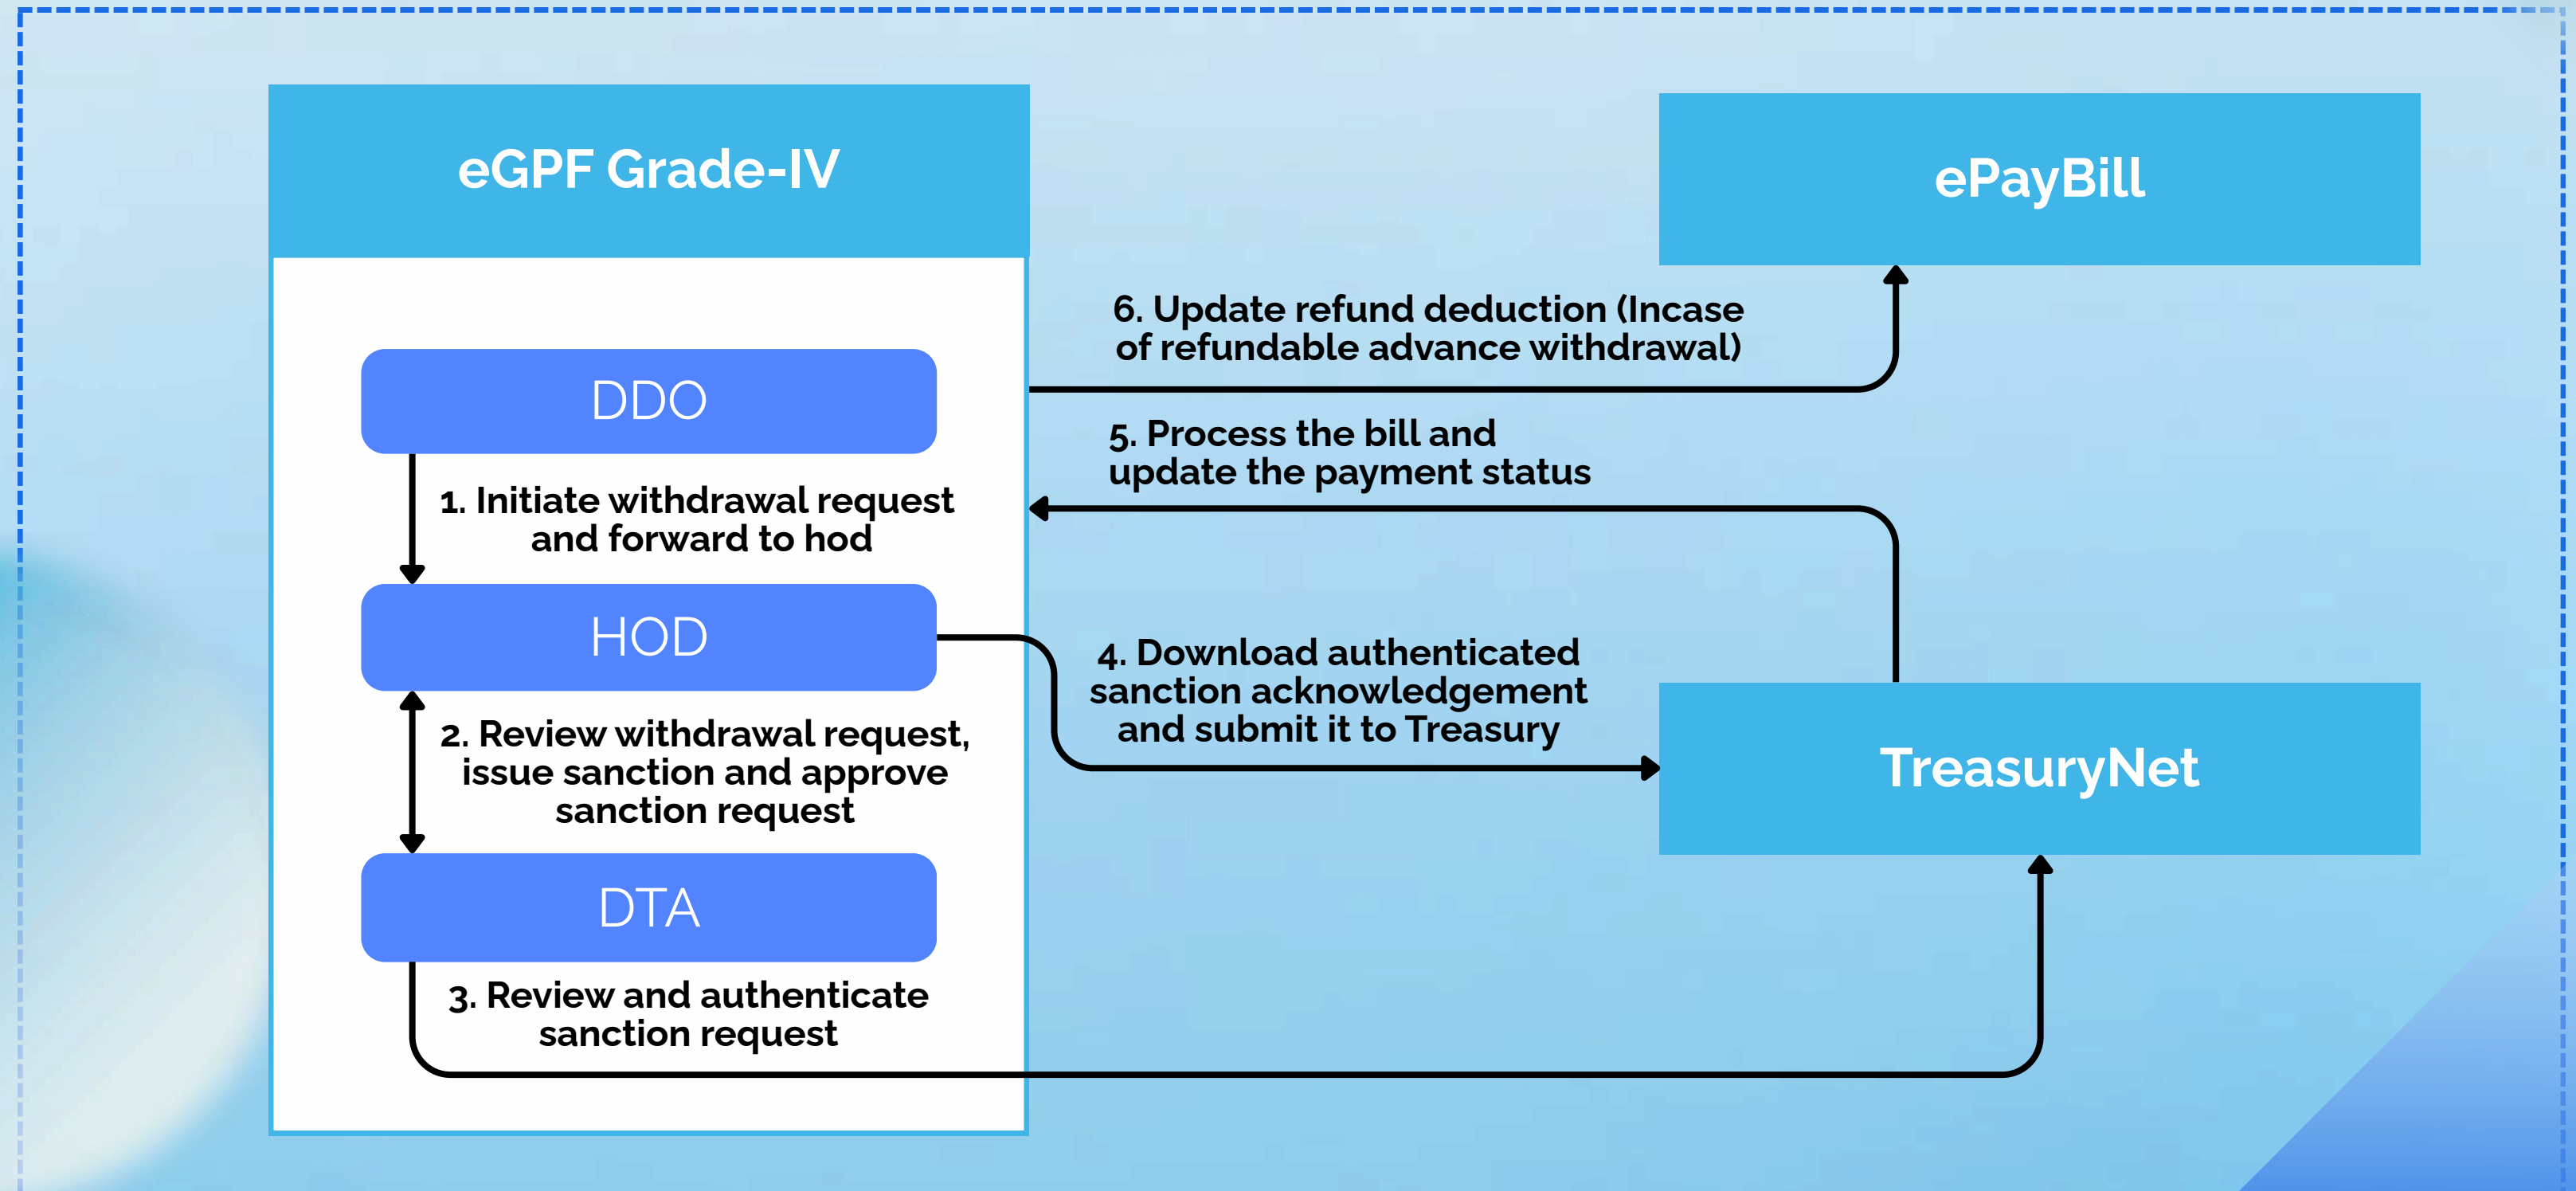 eGPF Grade-IV
DDO
1. Initiate withdrawal request
and forward to hod
HOD
2. Review withdrawal request,
issue sanction and approve
sanction request
DTA
3. Review and authenticate
sanction request
ePayBill
6. Update refund deduction (Incase
of refundable advance withdrawal)
5. Process the bill and
update the payment status
4. Download authenticated
sanction acknowledgement
and submit it to Treasury
TreasuryNet